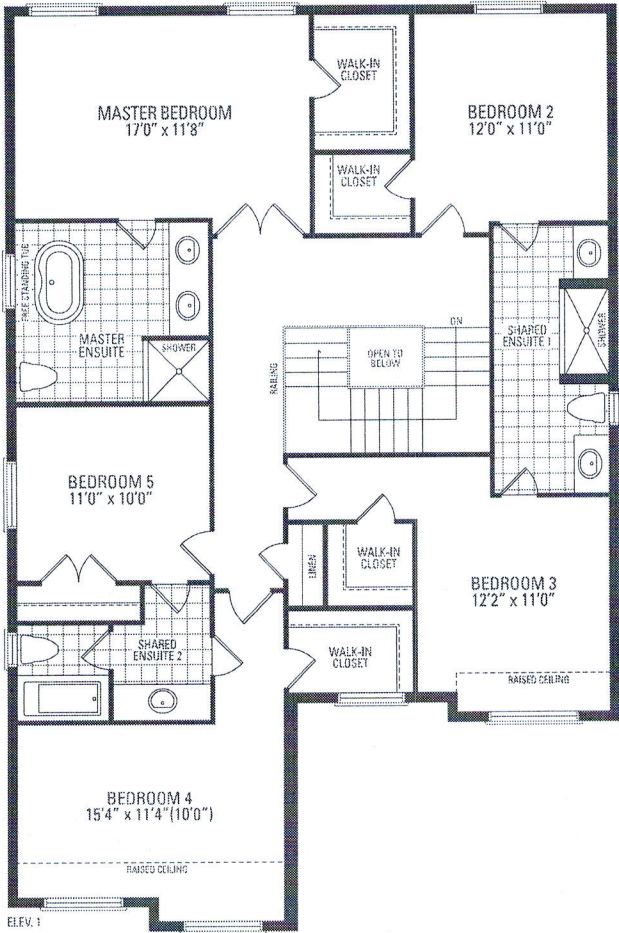 WALK-IN
CLOSET
MASTER BEDROOM
17'0" x 11'8"
BEDROOM 2
12'0" x 11'0"
WALK-IN
CLOSET
FREE STANDING TUB
MASTER
ENSUITE
SHOWER
DN
SHARED
ENSUITE 1
SHOWER
OPEN TO
BELOW
RAILING
BEDROOM 5
11'0" x 10'0"
LINEN
WALK-IN
CLOSET
BEDROOM 3
12'2" x 11'0"
SHARED
ENSUITE 2
WALK-IN
CLOSET
RAISED CEILING
BEDROOM 4
15'4" x 11'4"(10'0")
RAISED CEILING
ELEV. 1